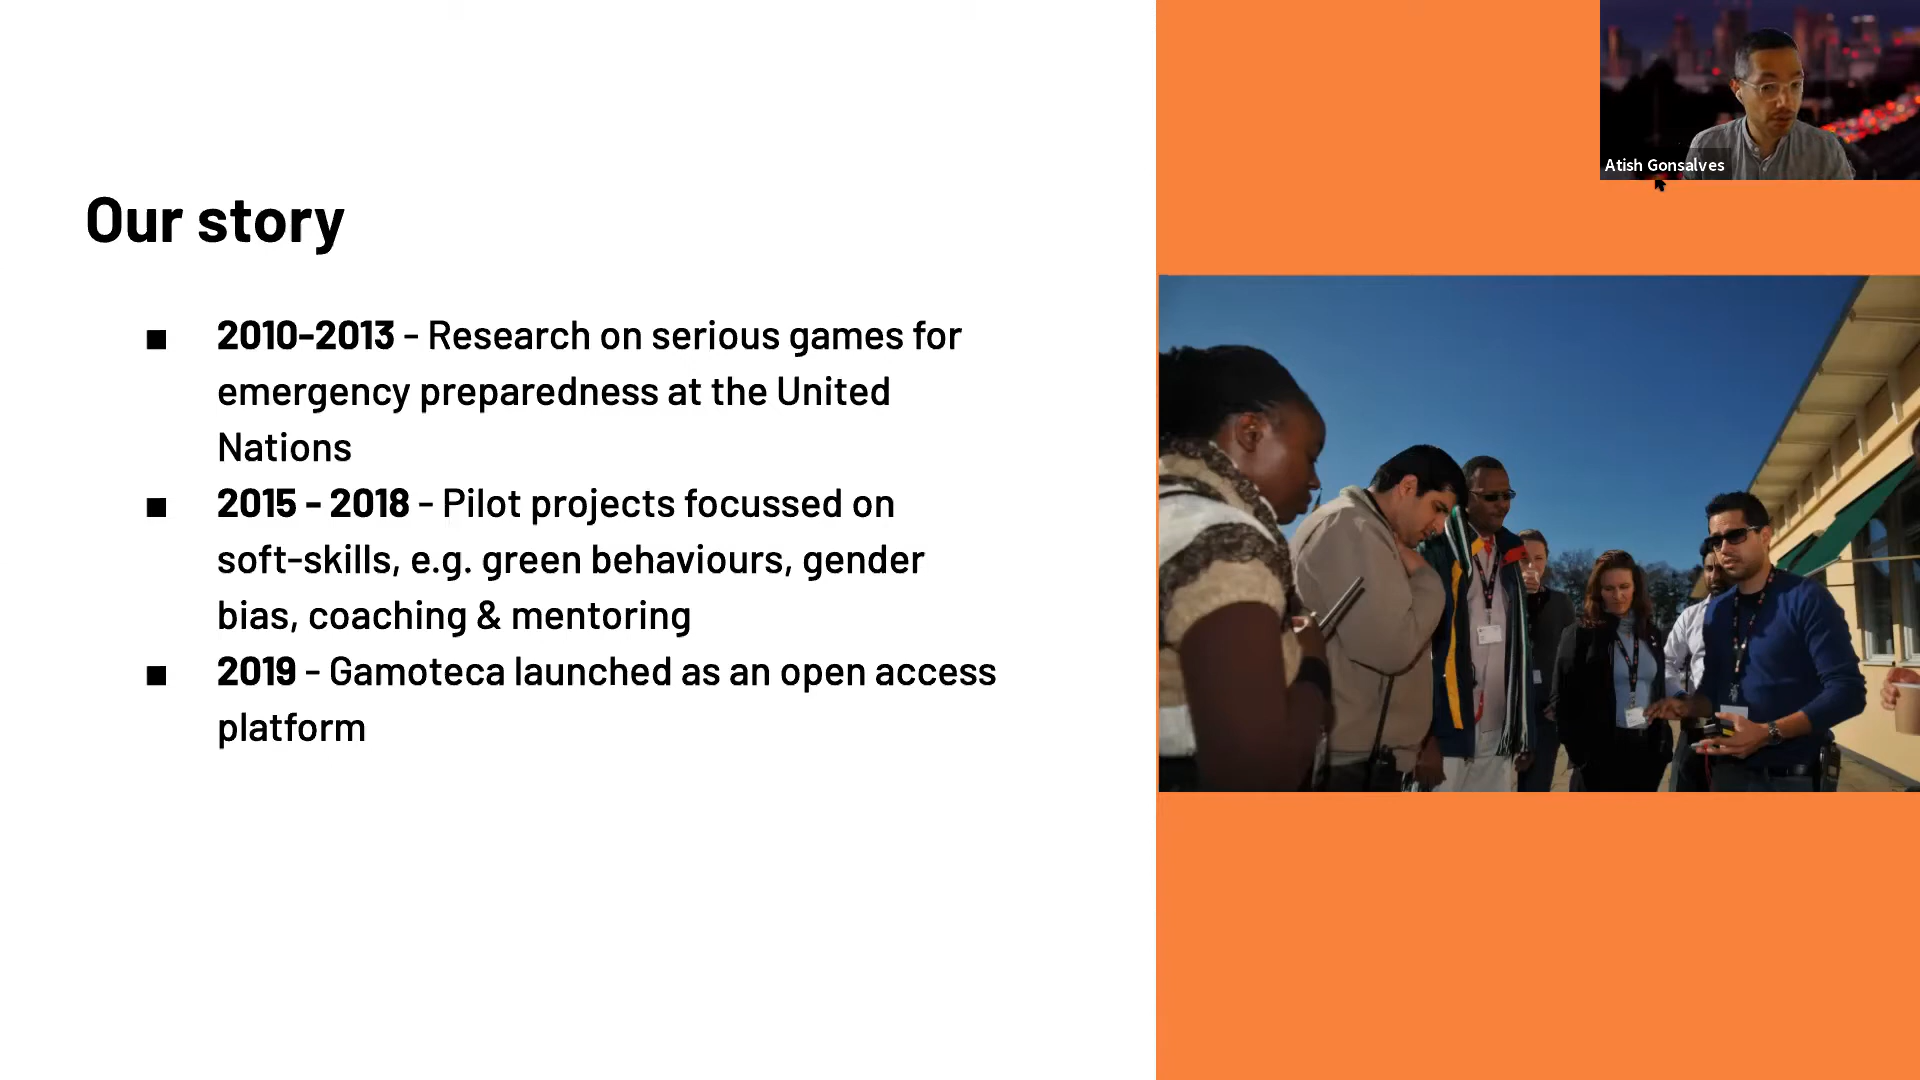 Atish Gonsalves
Our story
■ 2010-2013 - Research on serious games for
emergency preparedness at the United
Nations
■ 2015 - 2018 - Pilot projects focussed on
soft-skills, e.g. green behaviours, gender
bias, coaching & mentoring
■ 2019 - Gamoteca launched as an open access
platform